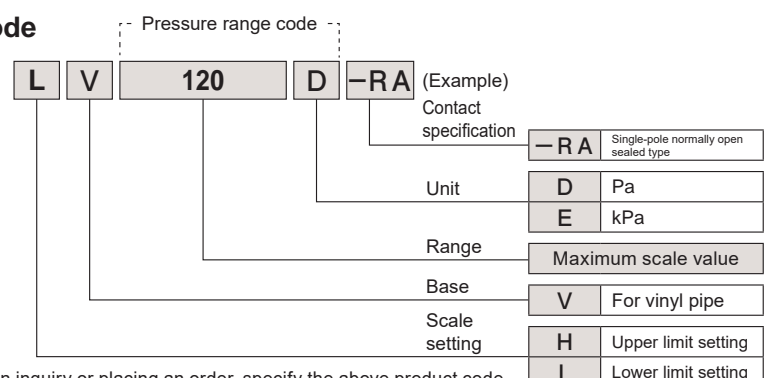 ode
Pressure range code
L V 120 D －RA (Example)
Contact
specification
－RA Single-pole normally open
sealed type
Unit D Pa
E kPa
Range Maximum scale value
Base V For vinyl pipe
Scale
setting H Upper limit setting
L Lower limit setting
n inquiry or placing an order, specify the above product code